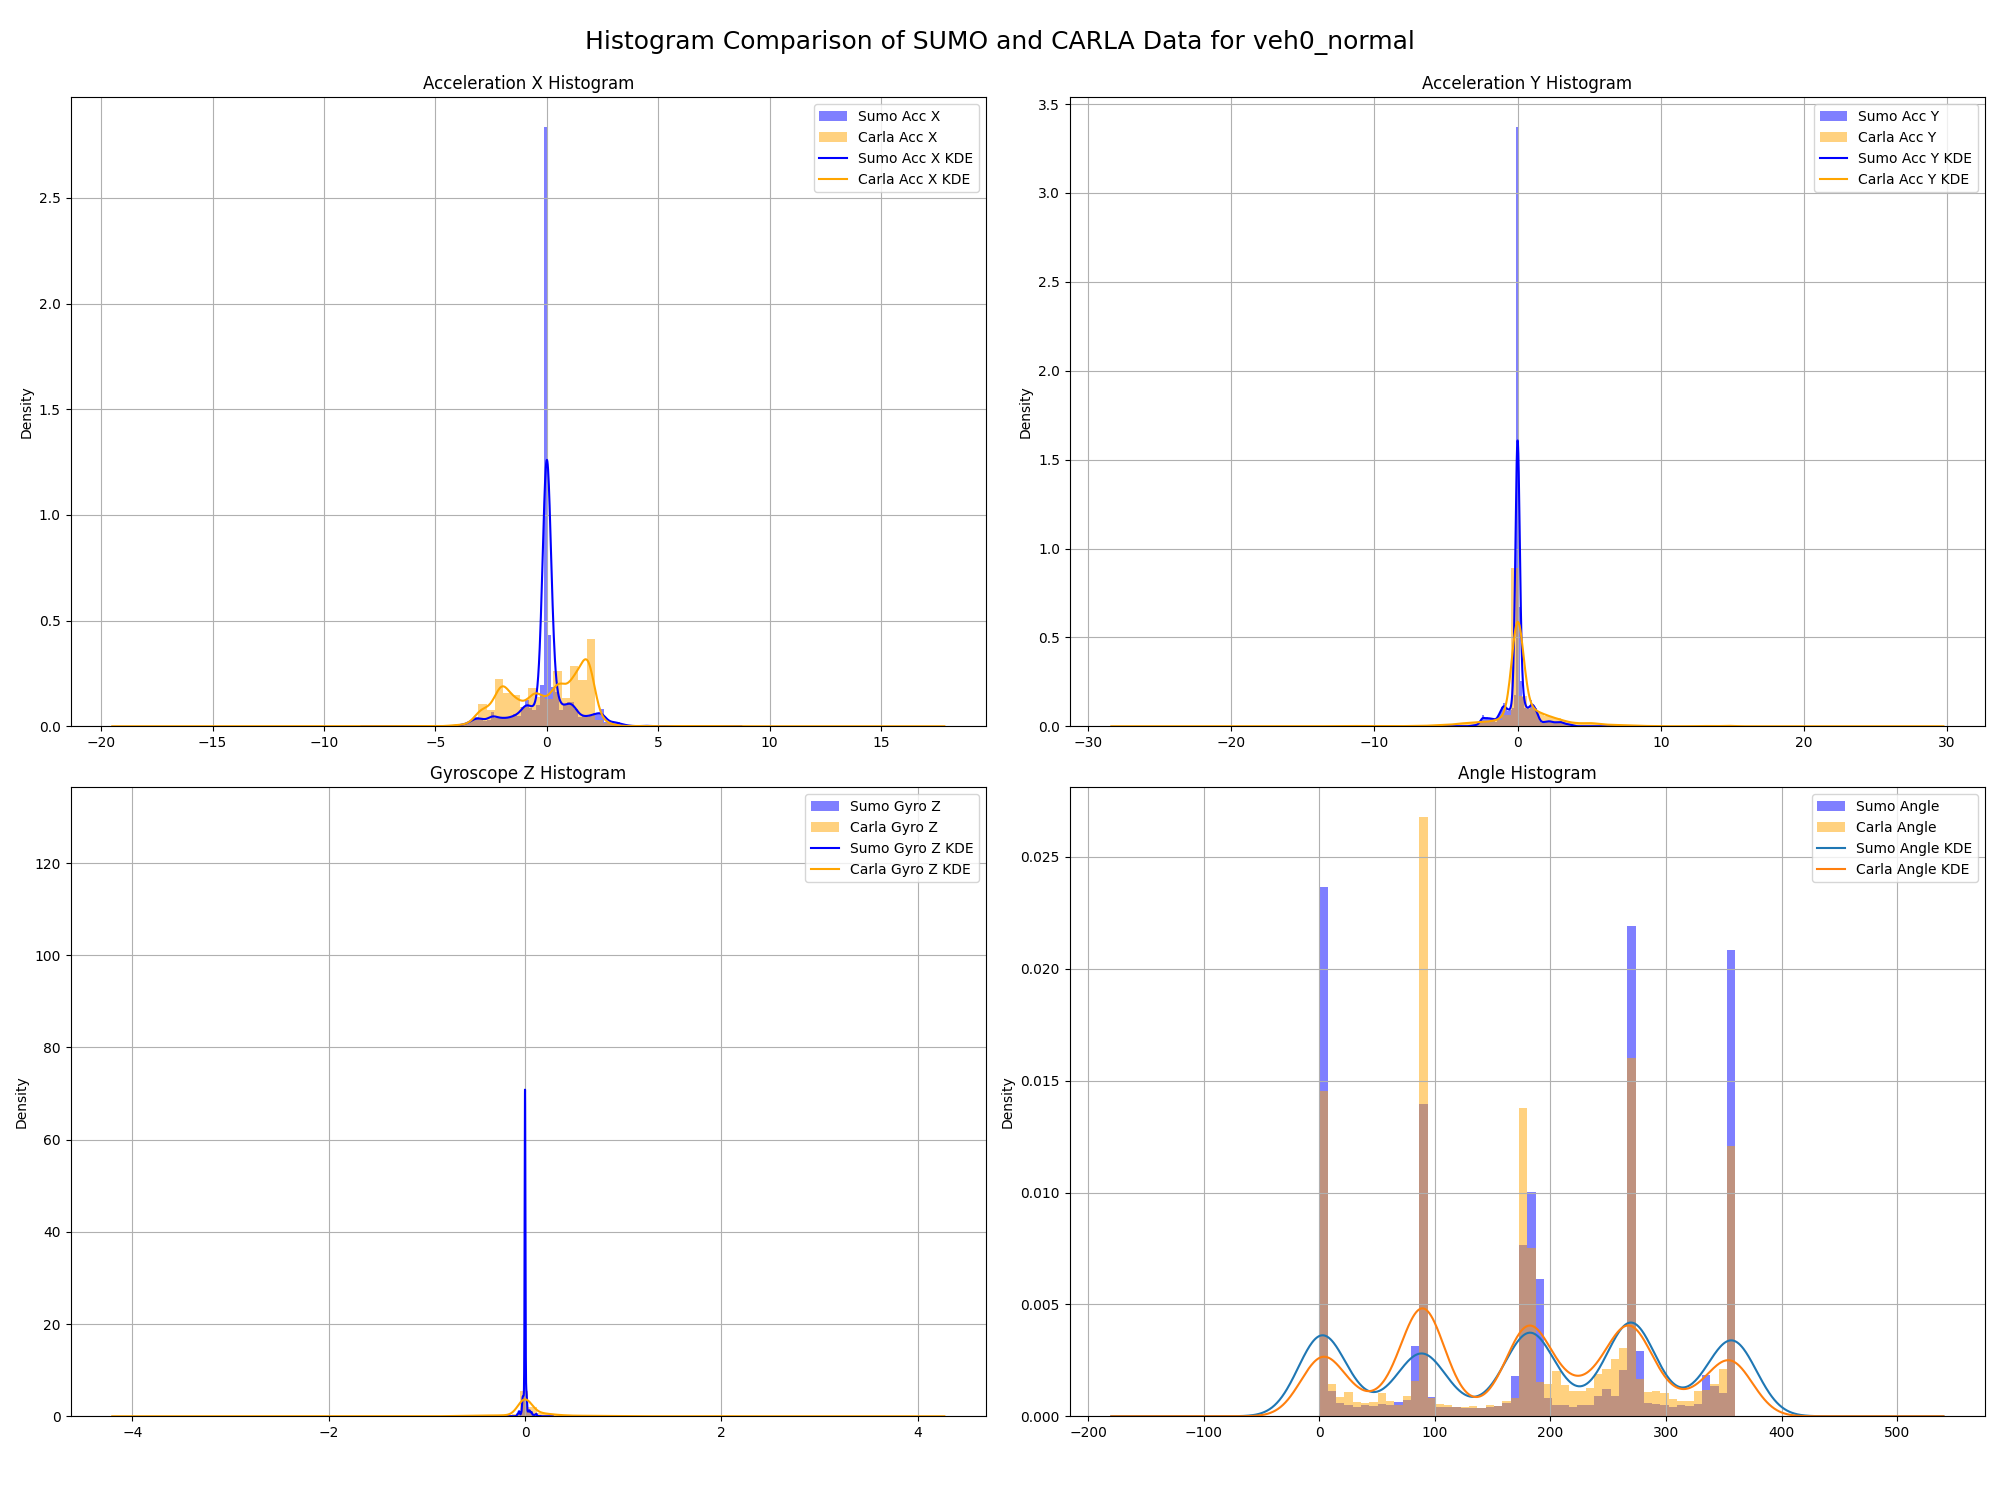 Histogram Comparison of SUMO and CARLA Data for veh0_normal
Acceleration X Histogram
Sumo Acc X
Carla Acc X
Sumo Acc X KDE
Carla Acc X KDE
Density
2.5
2.0
1.5
1.0
0.5
0.0
−20 −15 −10 −5 0 5 10 15
Acceleration Y Histogram
Sumo Acc Y
Carla Acc Y
Sumo Acc Y KDE
Carla Acc Y KDE
Density
3.5
3.0
2.5
2.0
1.5
1.0
0.5
0.0
−30 −20 −10 0 10 20 30
Gyroscope Z Histogram
Sumo Gyro Z
Carla Gyro Z
Sumo Gyro Z KDE
Carla Gyro Z KDE
Density
120
100
80
60
40
20
0
−4 −2 0 2 4
Angle Histogram
Sumo Angle
Carla Angle
Sumo Angle KDE
Carla Angle KDE
Density
0.025
0.020
0.015
0.010
0.005
0.000
−200 −100 0 100 200 300 400 500